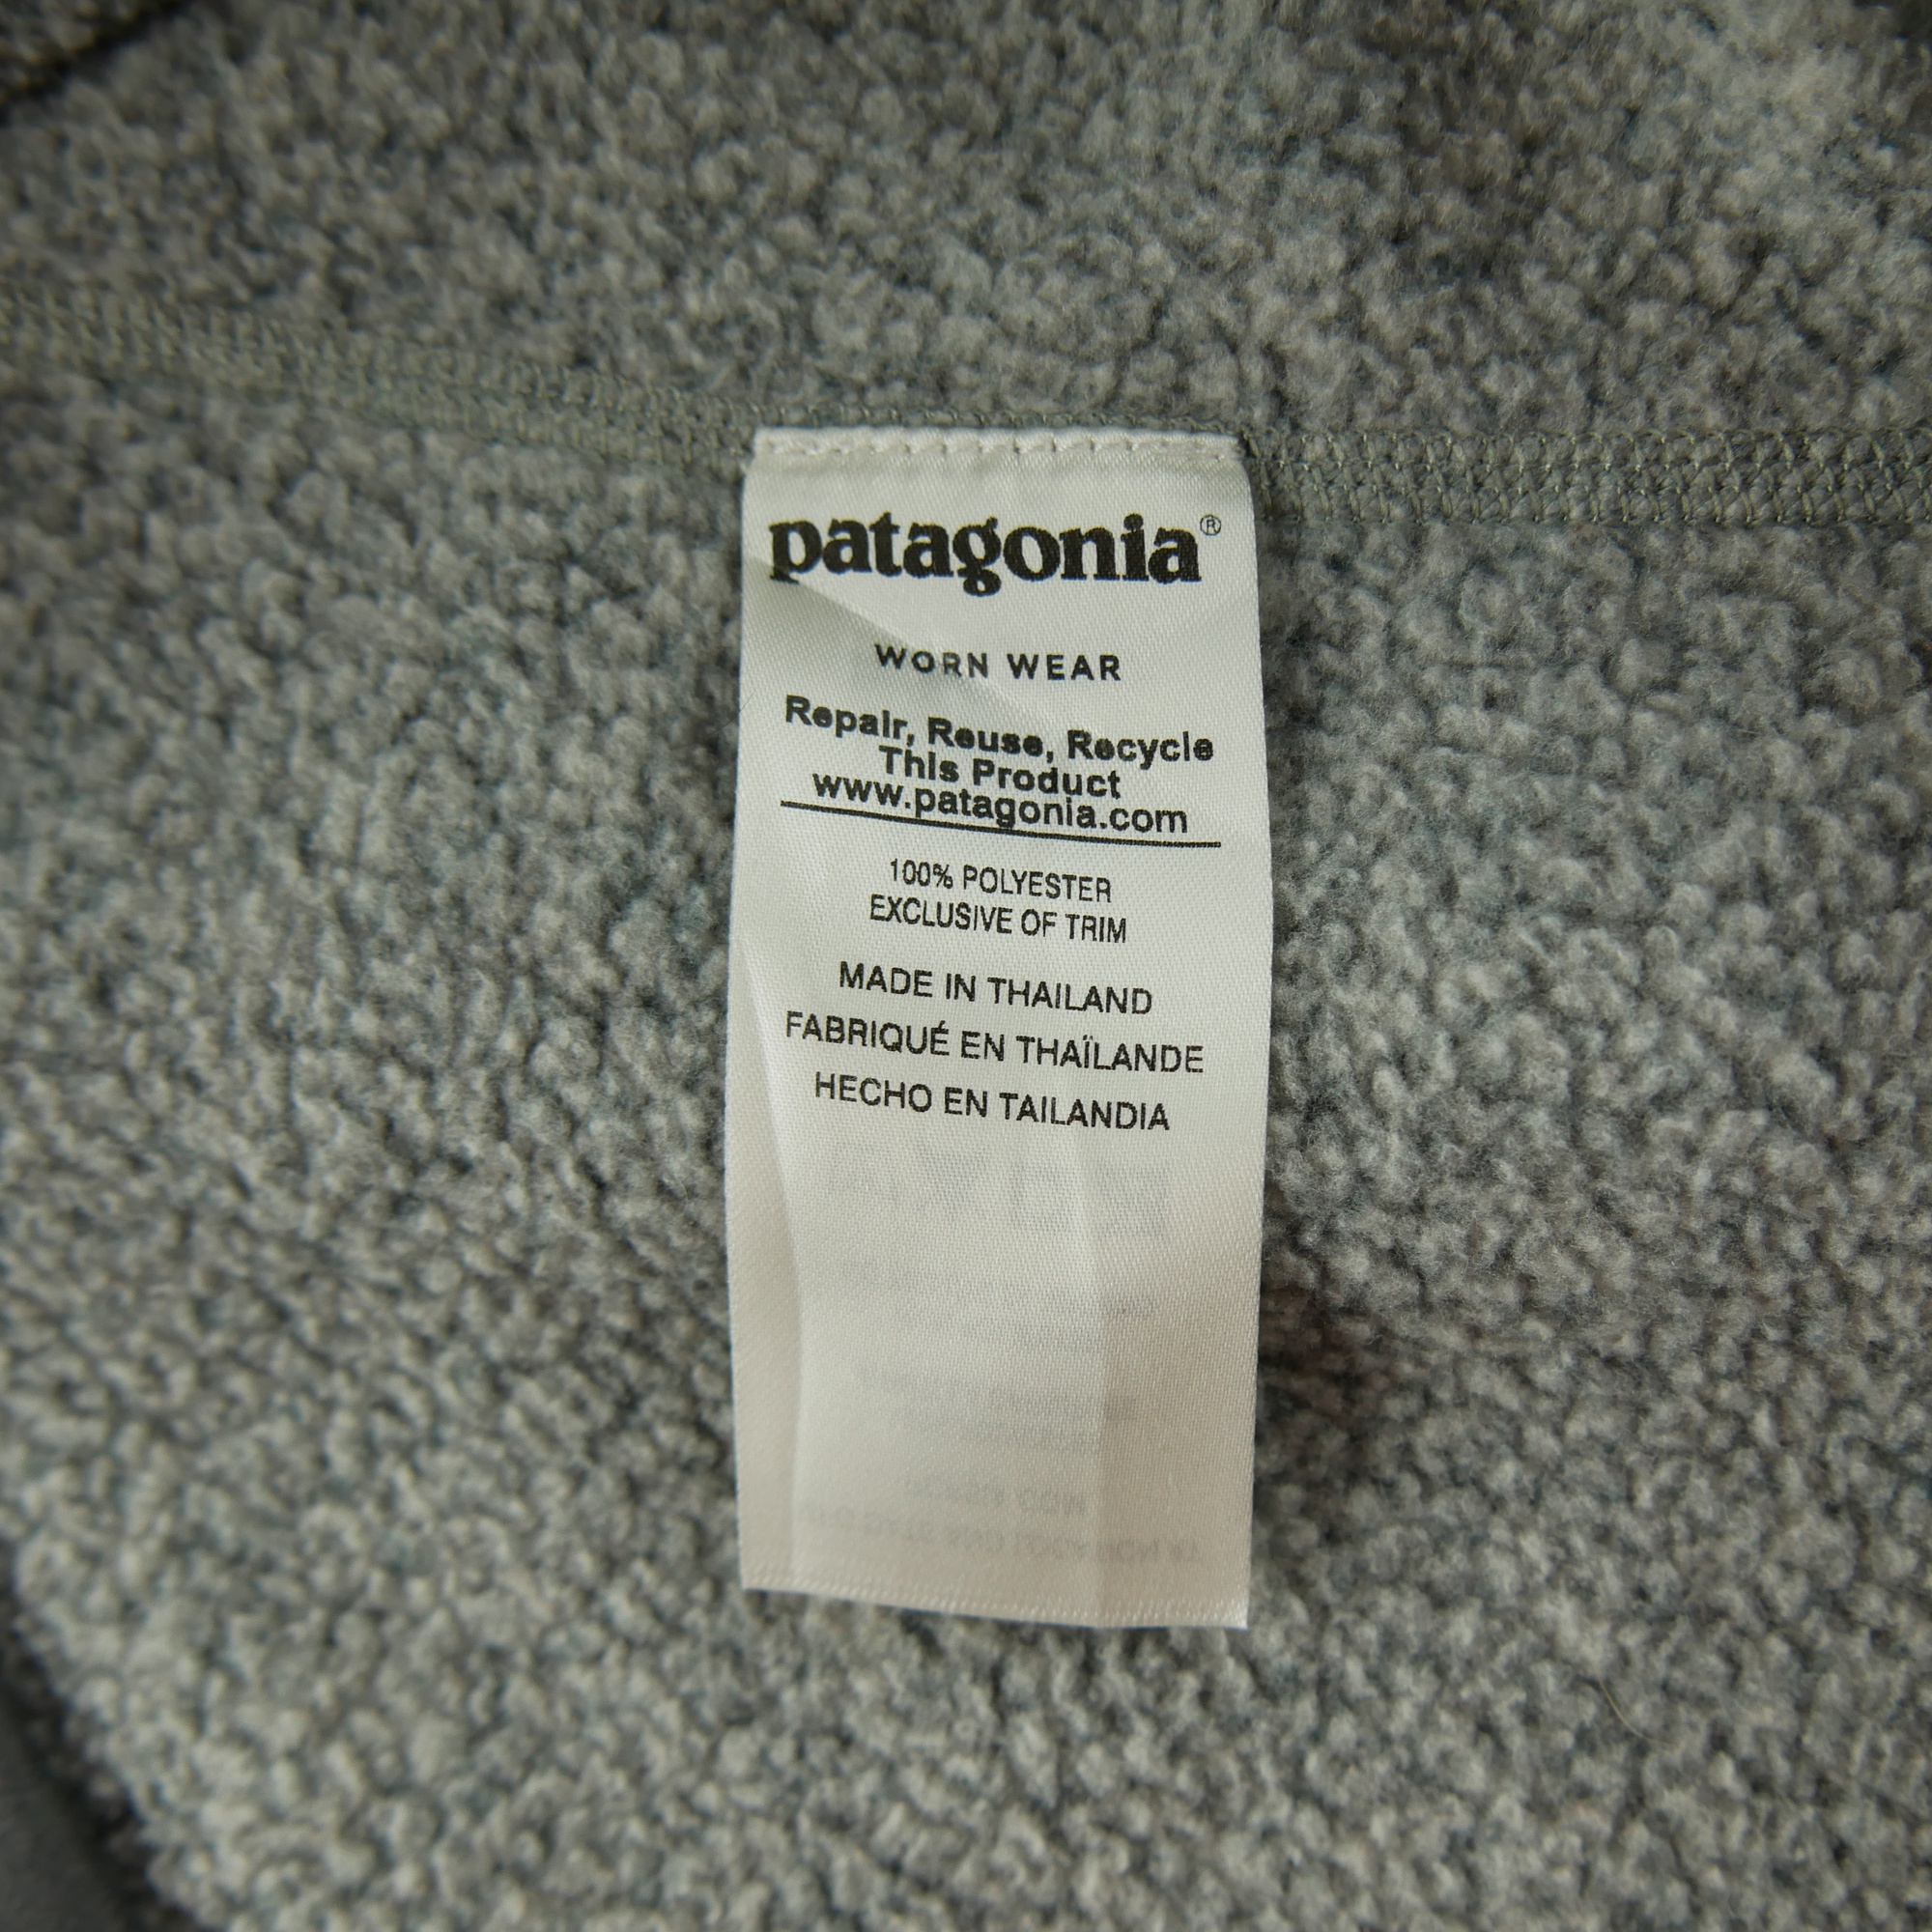 patagonia®
WORN WEAR
Repair, Reuse, Recycle
This Product
www.patagonia.com
100% POLYESTER
EXCLUSIVE OF TRIM
MADE IN THAILAND
FABRIQUÉ EN THAÏLANDE
HECHO EN TAILANDIA